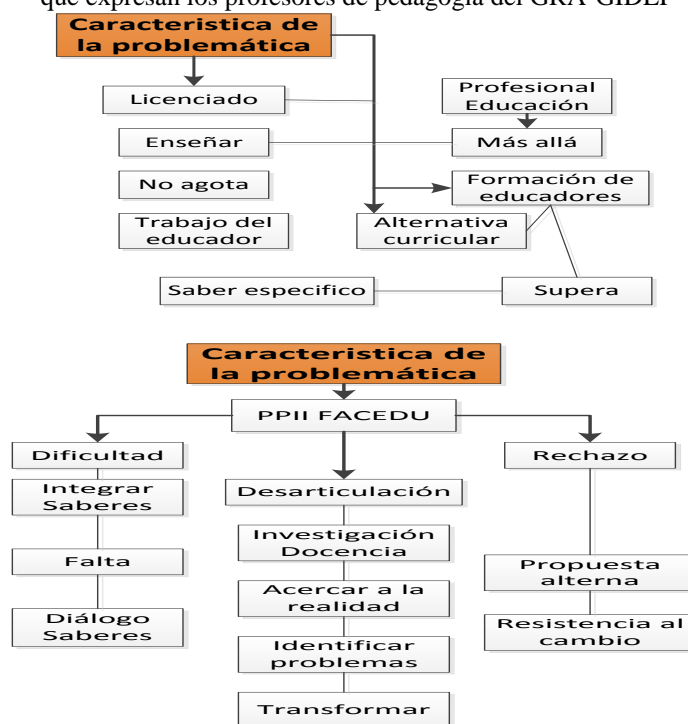 que expresan los profesores de pedagogía del GRA-GIDEP
Caracteristica de
la problemática
Licenciado
Profesional
Educación
Enseñar
Más allá
No agota
Formación de
educadores
Trabajo del
educador
Alternativa
curricular
Saber especifico
Supera
Caracteristica de
la problemática
PPII FACEDU
Dificultad
Rechazo
Integrar
Saberes
Desarticulación
Investigación
Docencia
Falta
Propuesta
alterna
Acercar a la
realidad
Diálogo
Saberes
Resistencia al
cambio
Identificar
problemas
Transformar